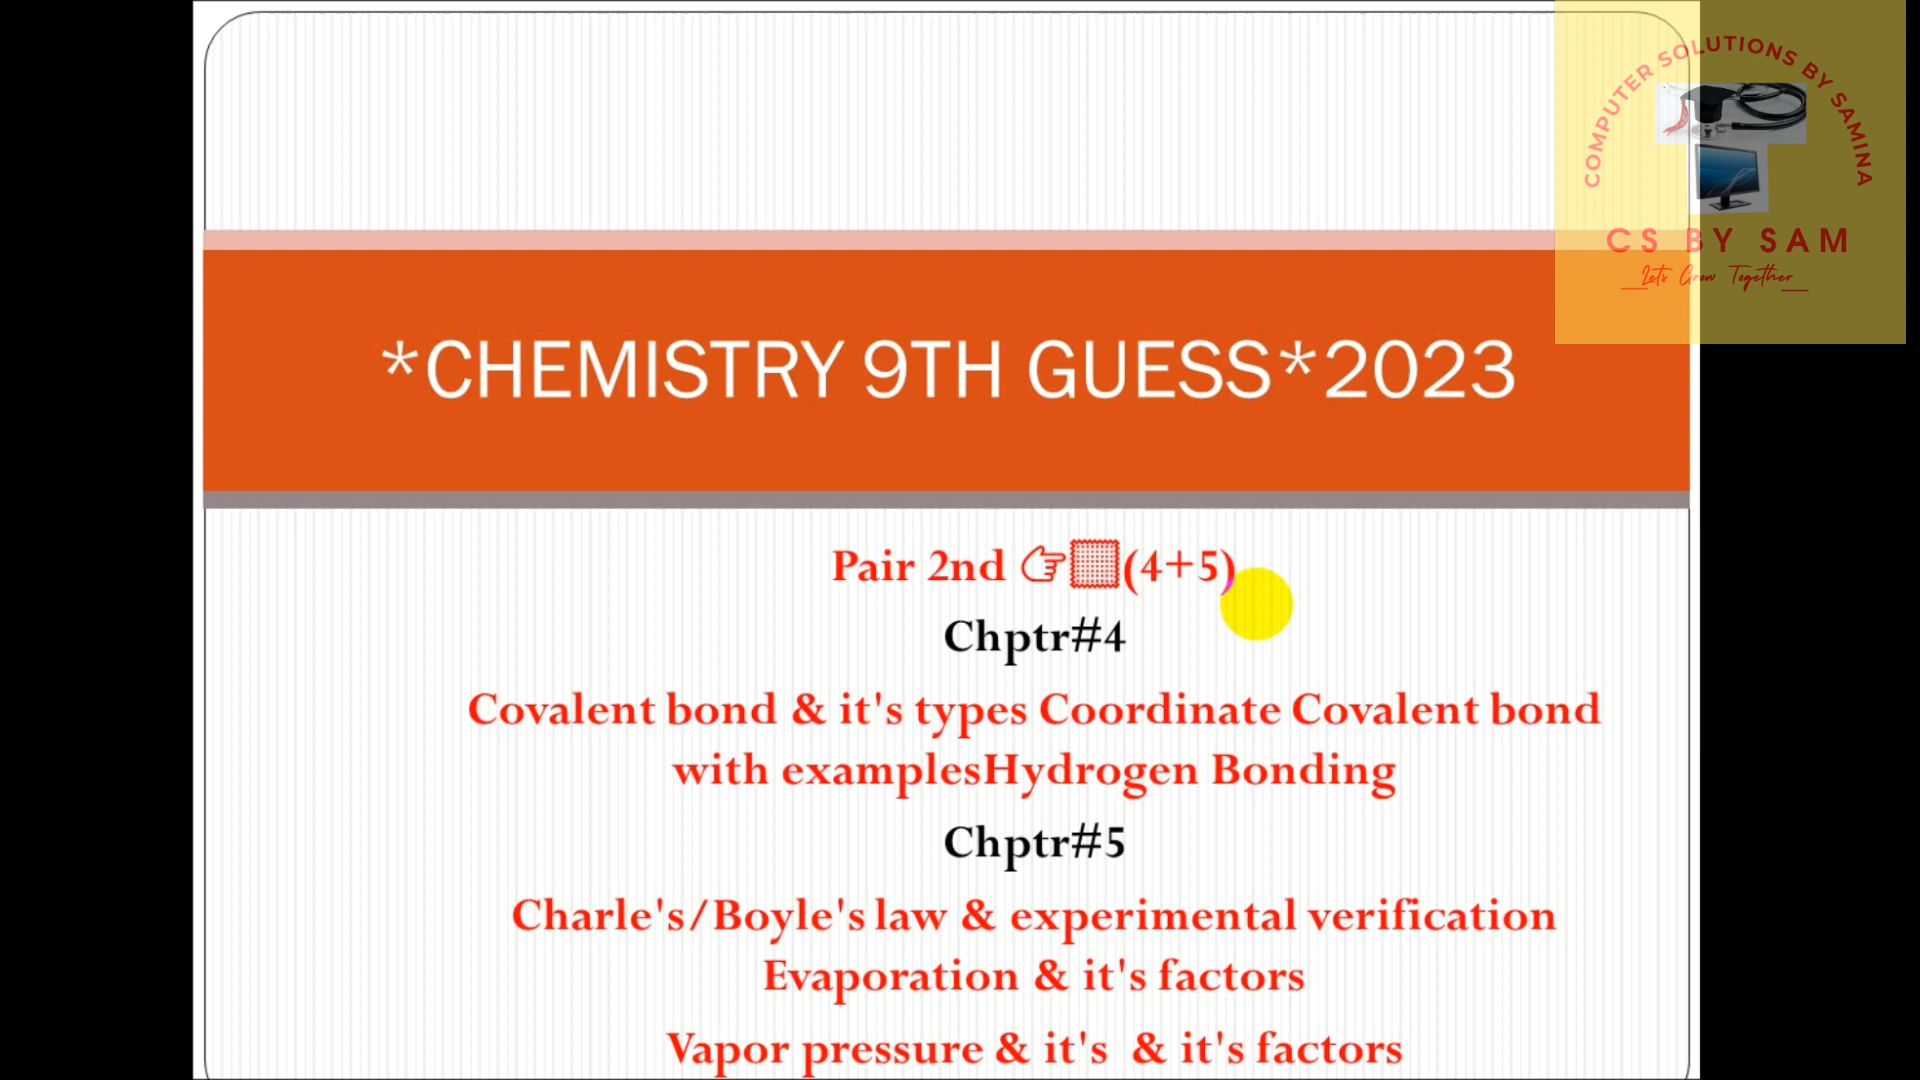 COMPUTER SOLUTIONS BY SAMINA
CS BY SAM
Lets Grow Together
*CHEMISTRY 9TH GUESS*2023
Pair 2nd 👉(4+5)
Chptr#4
Covalent bond & it's types Coordinate Covalent bond
with examplesHydrogen Bonding
Chptr#5
Charle's/Boyle's law & experimental verification
Evaporation & it's factors
Vapor pressure & it's  & it's factors